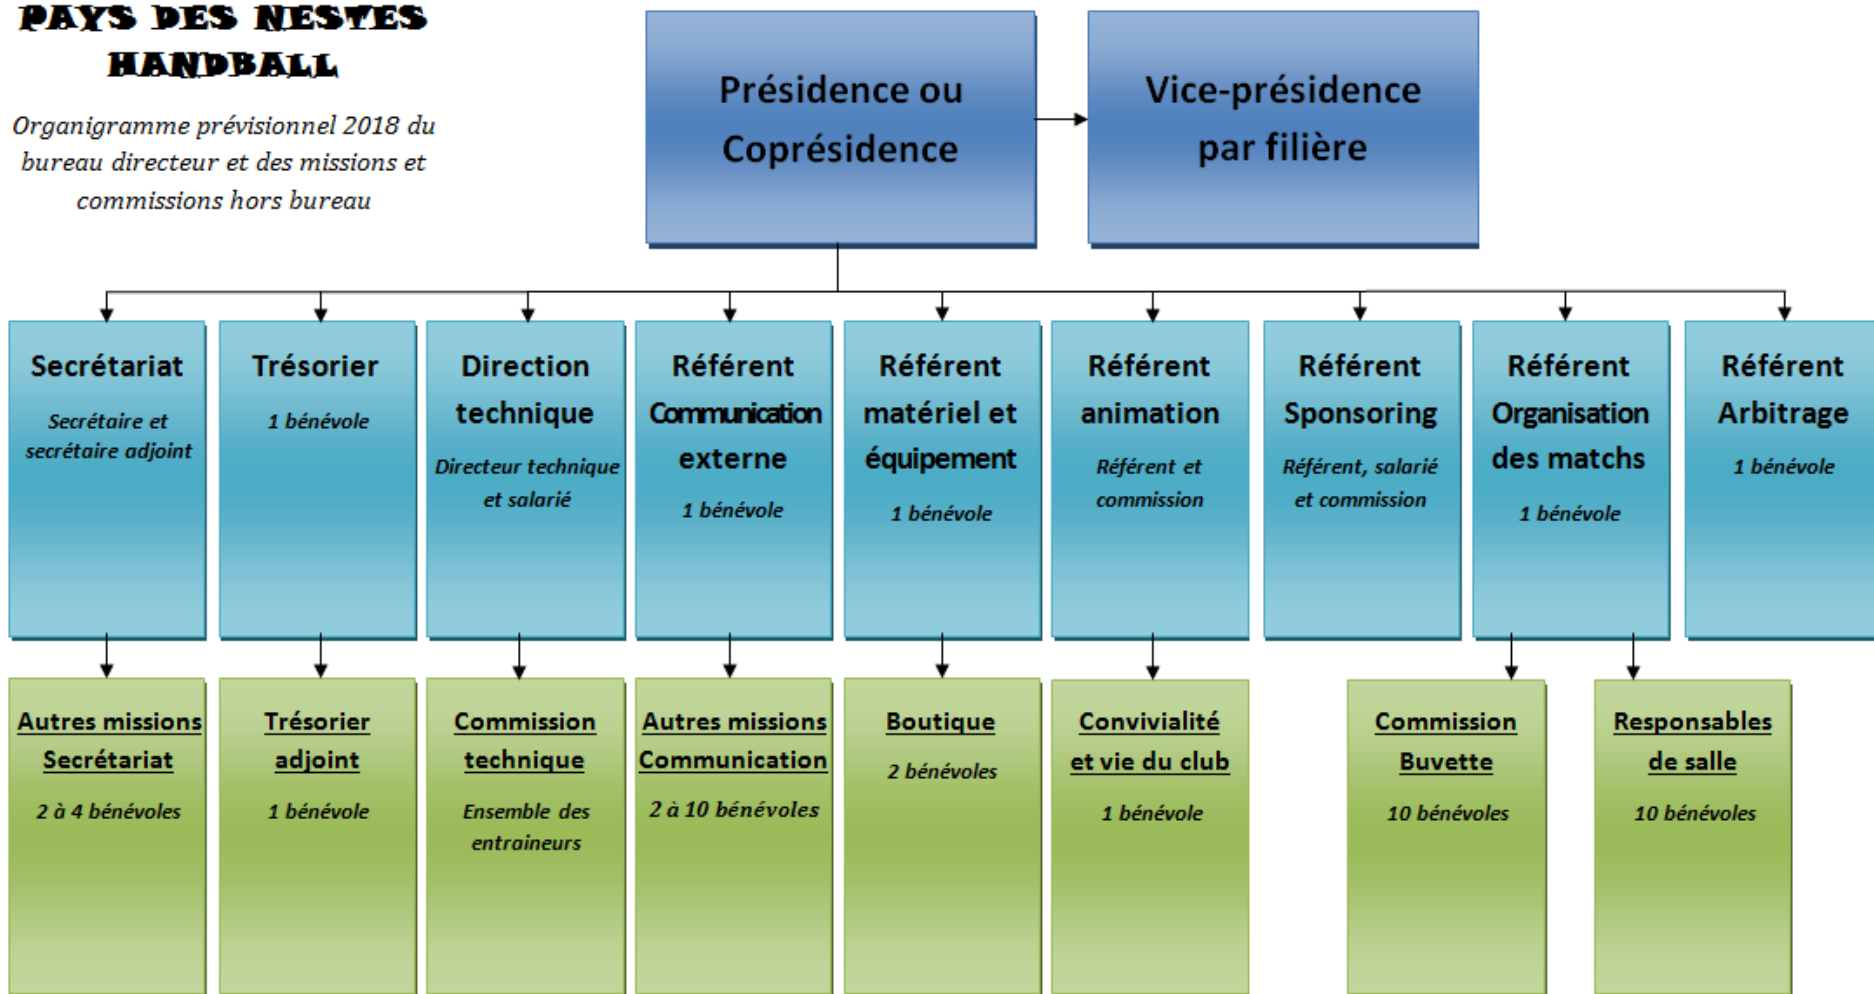 PAYS DES NESTES
HANDBALL
Organigramme prévisionnel 2018 du
bureau directeur et des missions et
commissions hors bureau
Présidence ou
Coprésidence
Vice-présidence
par filière
Secrétariat
Secrétaire et
secrétaire adjoint
Trésorier
1 bénévole
Direction
technique
Directeur technique
et salarié
Référent
Communication
externe
1 bénévole
Référent
matériel et
équipement
1 bénévole
Référent
animation
Référent et
commission
Référent
Sponsoring
Référent, salarié
et commission
Référent
Organisation
des matchs
1 bénévole
Référent
Arbitrage
1 bénévole
Autres missions
Secrétariat
2 à 4 bénévoles
Trésorier
adjoint
1 bénévole
Commission
technique
Ensemble des
entraineurs
Autres missions
Communication
2 à 10 bénévoles
Boutique
2 bénévoles
Convivialité
et vie du club
1 bénévole
Commission
Buvette
10 bénévoles
Responsables
de salle
10 bénévoles